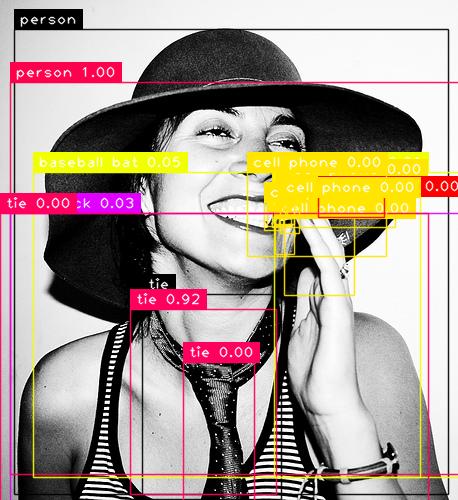 person
person 1.00
baseball bat 0.05
cell phone 0.00
0.00
cell phone 0.00
0.00
tie 0.00
ck 0.03
cell phone 0.00
tie
tie 0.92
tie 0.00